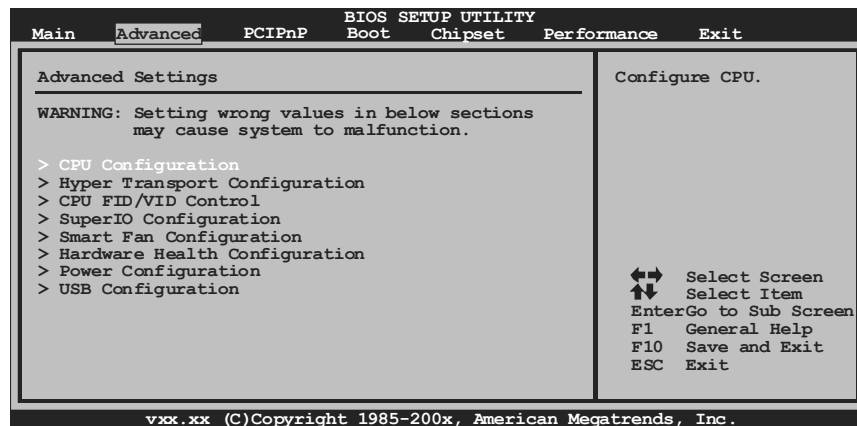 BIOS SETUP UTILITY
Main Advanced PCIPnP Boot Chipset Performance Exit
Advanced Settings
WARNING: Setting wrong values in below sections
may cause system to malfunction.
> CPU Configuration
> Hyper Transport Configuration
> CPU FID/VID Control
> SuperIO Configuration
> Smart Fan Configuration
> Hardware Health Configuration
> Power Configuration
> USB Configuration
Configure CPU.
Select Screen
Select Item
EnterGo to Sub Screen
F1 General Help
F10 Save and Exit
ESC Exit
vxx.xx (C)Copyright 1985-200x, American Megatrends, Inc.